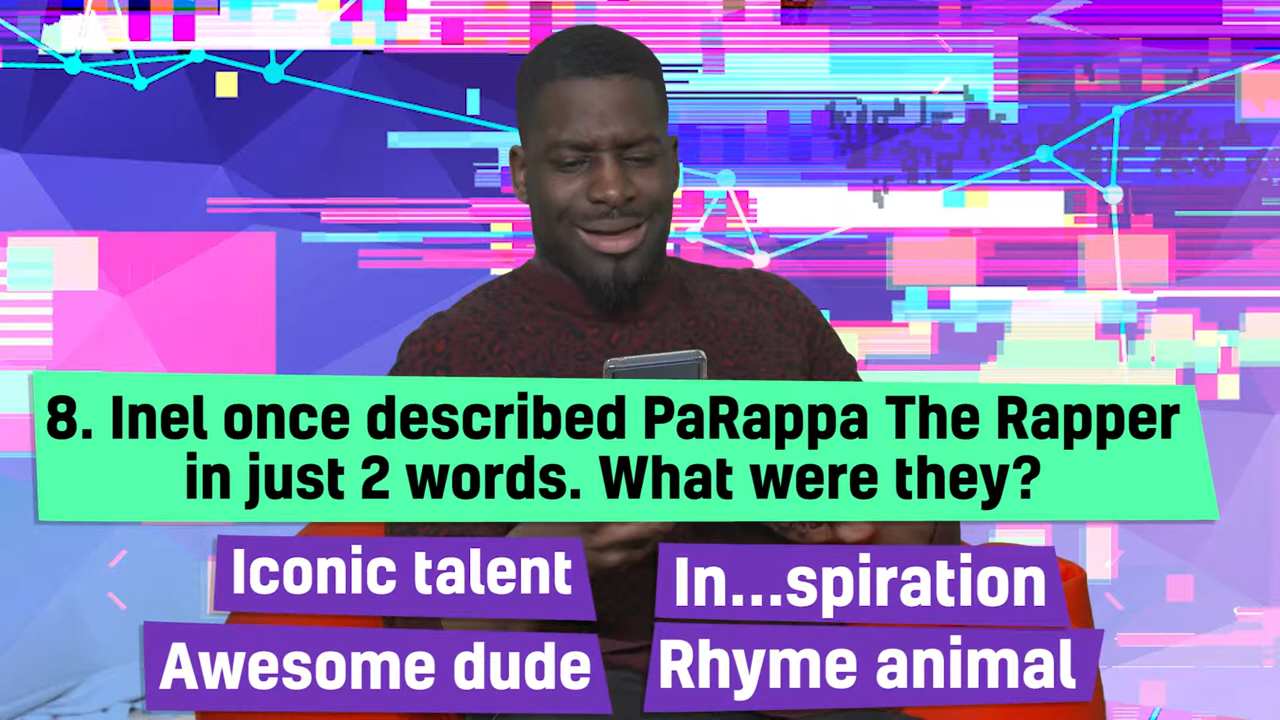 8. Inel once described PaRappa The Rapper
in just 2 words. What were they?
Iconic talent
In...spiration
Awesome dude
Rhyme animal